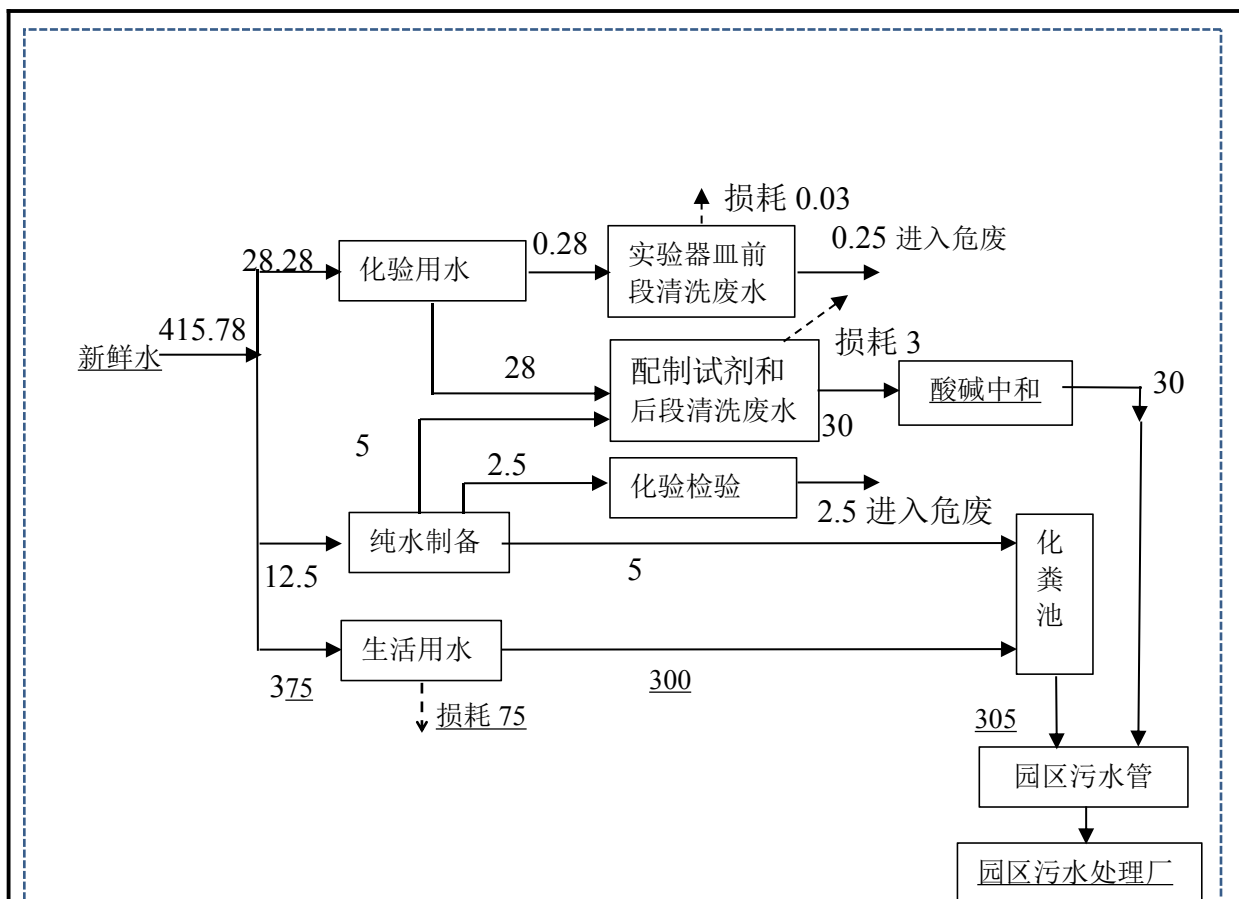 损耗 0.03
28.28
化验用水
0.28
实验器皿前
段清洗废水
0.25 进入危废
415.78
新鲜水
损耗 3
28
配制试剂和
后段清洗废水
30
酸碱中和
30
5
2.5
化验检验
2.5 进入危废
纯水制备
12.5
5
化
粪
池
生活用水
375
300
损耗 75
305
园区污水管
园区污水处理厂